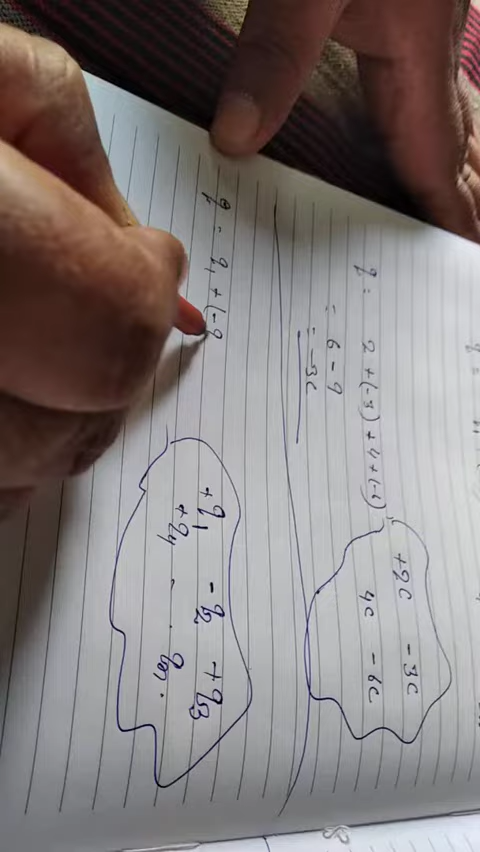 q = 2 + (-3) + 4 + (-6)
= 6 - 9
= -3C
+2C - 3C
4C - 6C
q = q1 + (-q
+q1 - q2 + q3
+q4 - . qn.